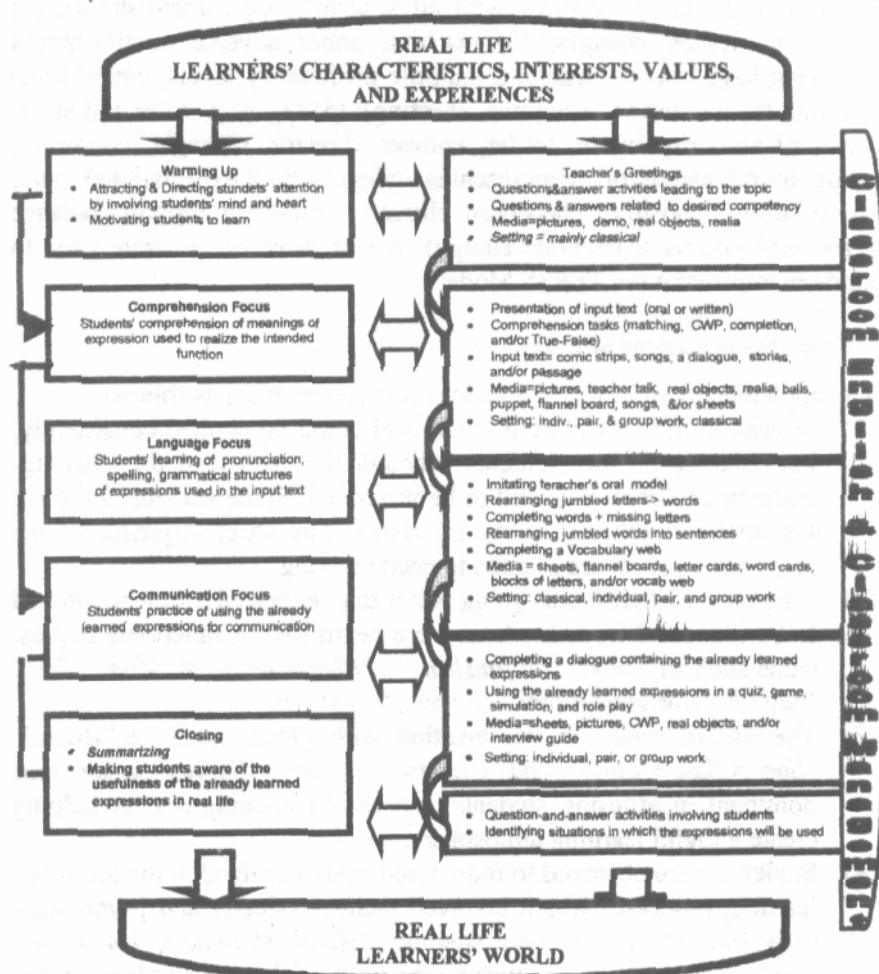 REAL LIFE
LEARNERS' CHARACTERISTICS, INTERESTS, VALUES,
AND EXPERIENCES
Warming Up
• Attracting & Directing stundets' attention
by involving students' mind and heart
• Motivating students to learn
Teacher's Greetings
• Questions&answer activities leading to the topic
• Questions & answers related to desired competency
• Media=pictures, demo, real objects, realia
• Setting = mainly classical
Comprehension Focus
Students' comprehension of meanings of
expression used to realize the intended
function
• Presentation of input text (oral or written)
• Comprehension tasks (matching, CWP, completion,
and/or True-False)
• Input text= comic strips, songs, a dialogue, stories,
and/or passage
• Media=pictures, teacher talk, real objects, realia, balls,
puppet, flannel board, songs, &/or sheets
• Setting: indiv., pair, & group work, classical
Language Focus
Students' learning of pronunciation,
spelling, grammatical structures
of expressions used in the input text
• Imitating teracher's oral model
• Rearranging jumbled letters→ words
• Completing words + missing letters
• Rearranging jumbled words into sentences
• Completing a Vocabulary web
• Media = sheets, flannel boards, letter cards, word cards,
blocks of letters, and/or vocab web
• Setting: classical, individual, pair, and group work
Communication Focus
Students' practice of using the already
learned expressions for communication
• Completing a dialogue containing the already learned
expressions
• Using the already learned expressions in a quiz, game,
simulation, and role play
• Media=sheets, pictures, CWP, real objects, and/or
interview guide
• Setting: individual, pair, or group work
Closing
• Summarizing
• Making students aware of the
usefulness of the already learned
expressions in real life
• Question-and-answer activities involving students
• Identifying situations in which the expressions will be used
Classroom English & Classroom Management
REAL LIFE
LEARNERS' WORLD